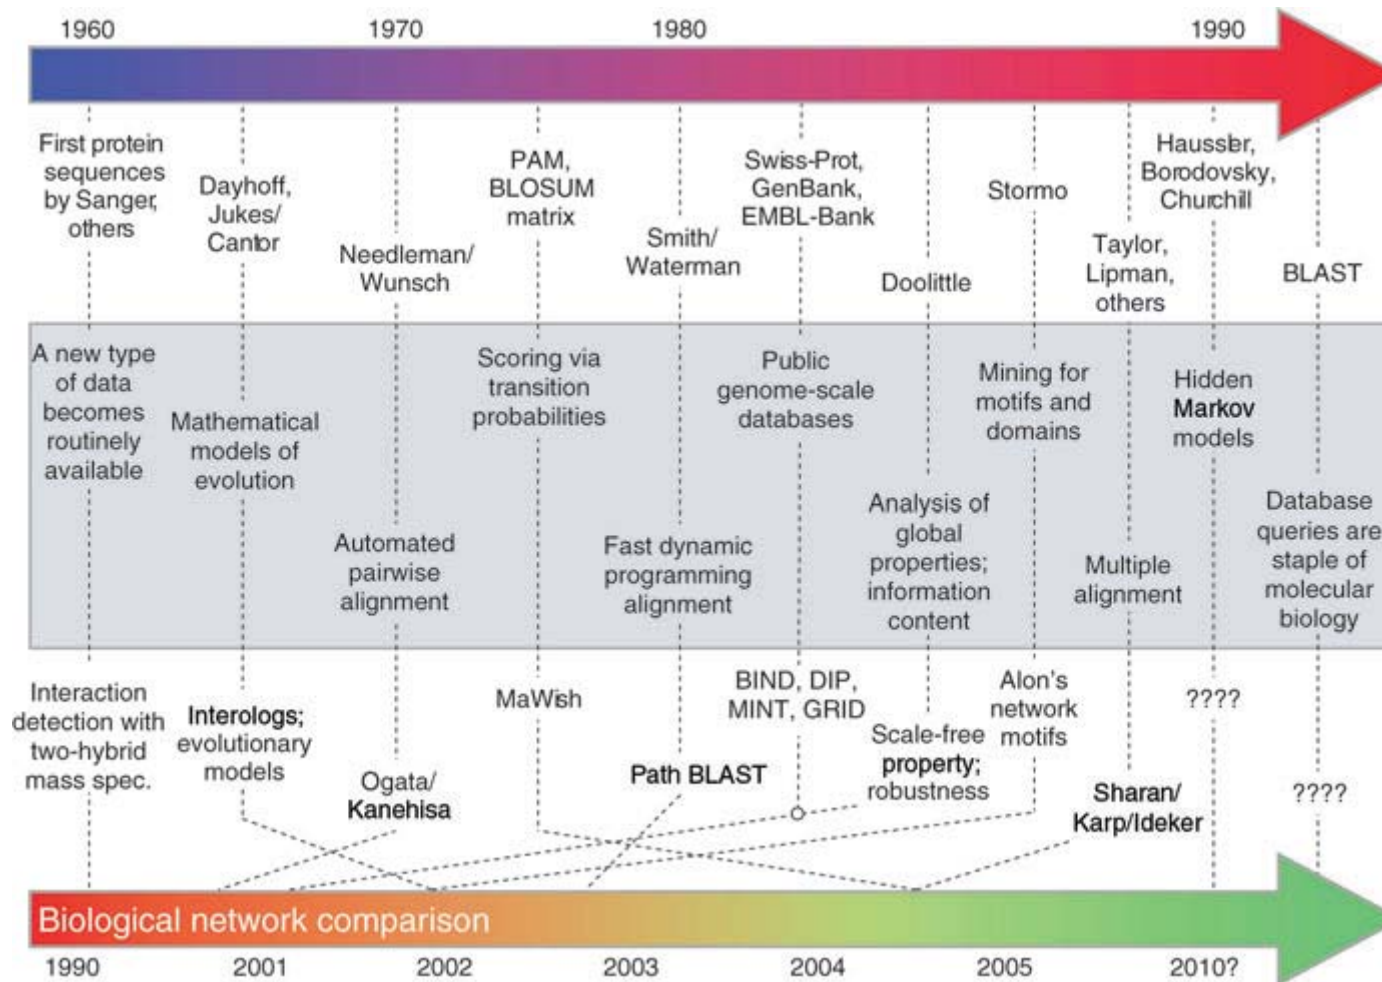 1960
1970
1980
1990
First protein
sequences
by Sanger,
others
Dayhoff,
Jukes/
Cantor
Needleman/
Wunsch
PAM,
BLOSUM
matrix
Smith/
Waterman
Swiss-Prot,
GenBank,
EMBL-Bank
Doolittle
Stormo
Taylor,
Lipman,
others
Haussler,
Borodovsky,
Churchill
BLAST
A new type
of data
becomes
routinely
available
Mathematical
models of
evolution
Automated
pairwise
alignment
Scoring via
transition
probabilities
Fast dynamic
programming
alignment
Public
genome-scale
databases
Analysis of
global
properties;
information
content
Mining for
motifs and
domains
Multiple
alignment
Hidden
Markov
models
Database
queries are
staple of
molecular
biology
Interaction
detection with
two-hybrid
mass spec.
Interologs;
evolutionary
models
Ogata/
Kanehisa
MaWish
Path BLAST
BIND, DIP,
MINT, GRID
Scale-free
property;
robustness
Alon's
network
motifs
Sharan/
Karp/Ideker
????
????
Biological network comparison
1990
2001
2002
2003
2004
2005
2010?